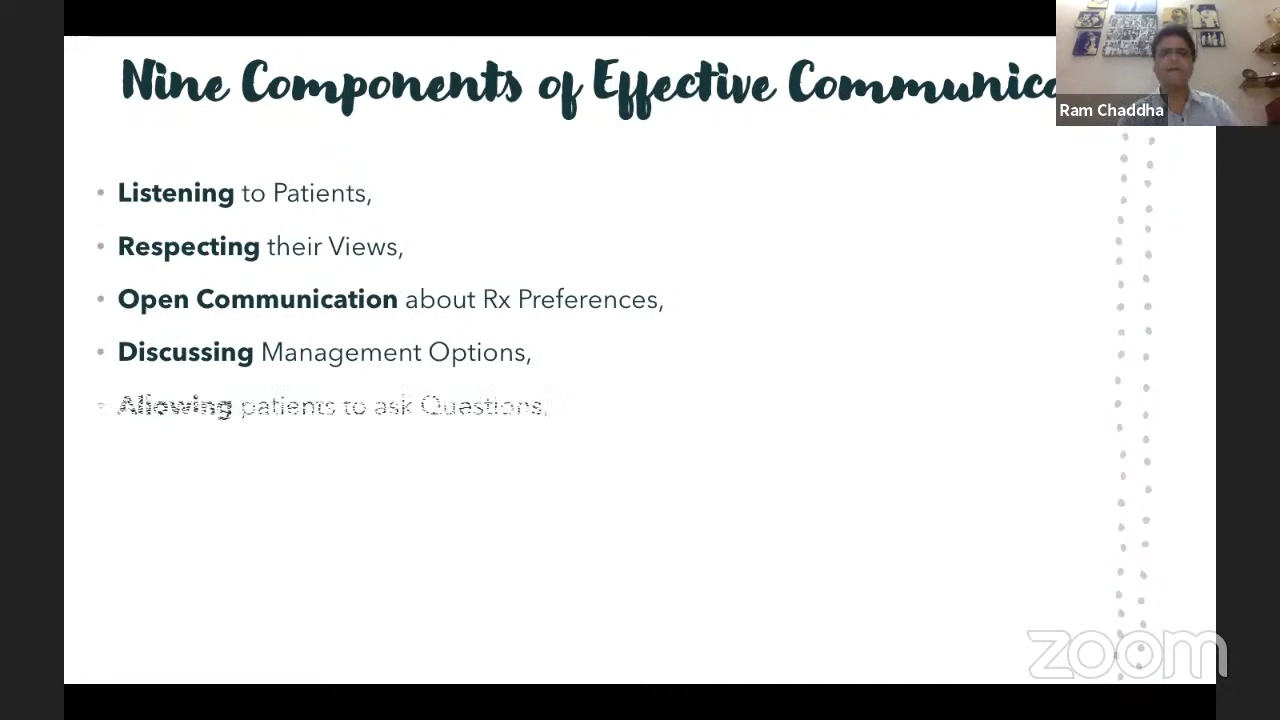 Nine Components of Effective Communica
Ram Chaddha
• Listening to Patients,
• Respecting their Views,
• Open Communication about Rx Preferences,
• Discussing Management Options,
• Allowing patients to ask Questions,
zoom